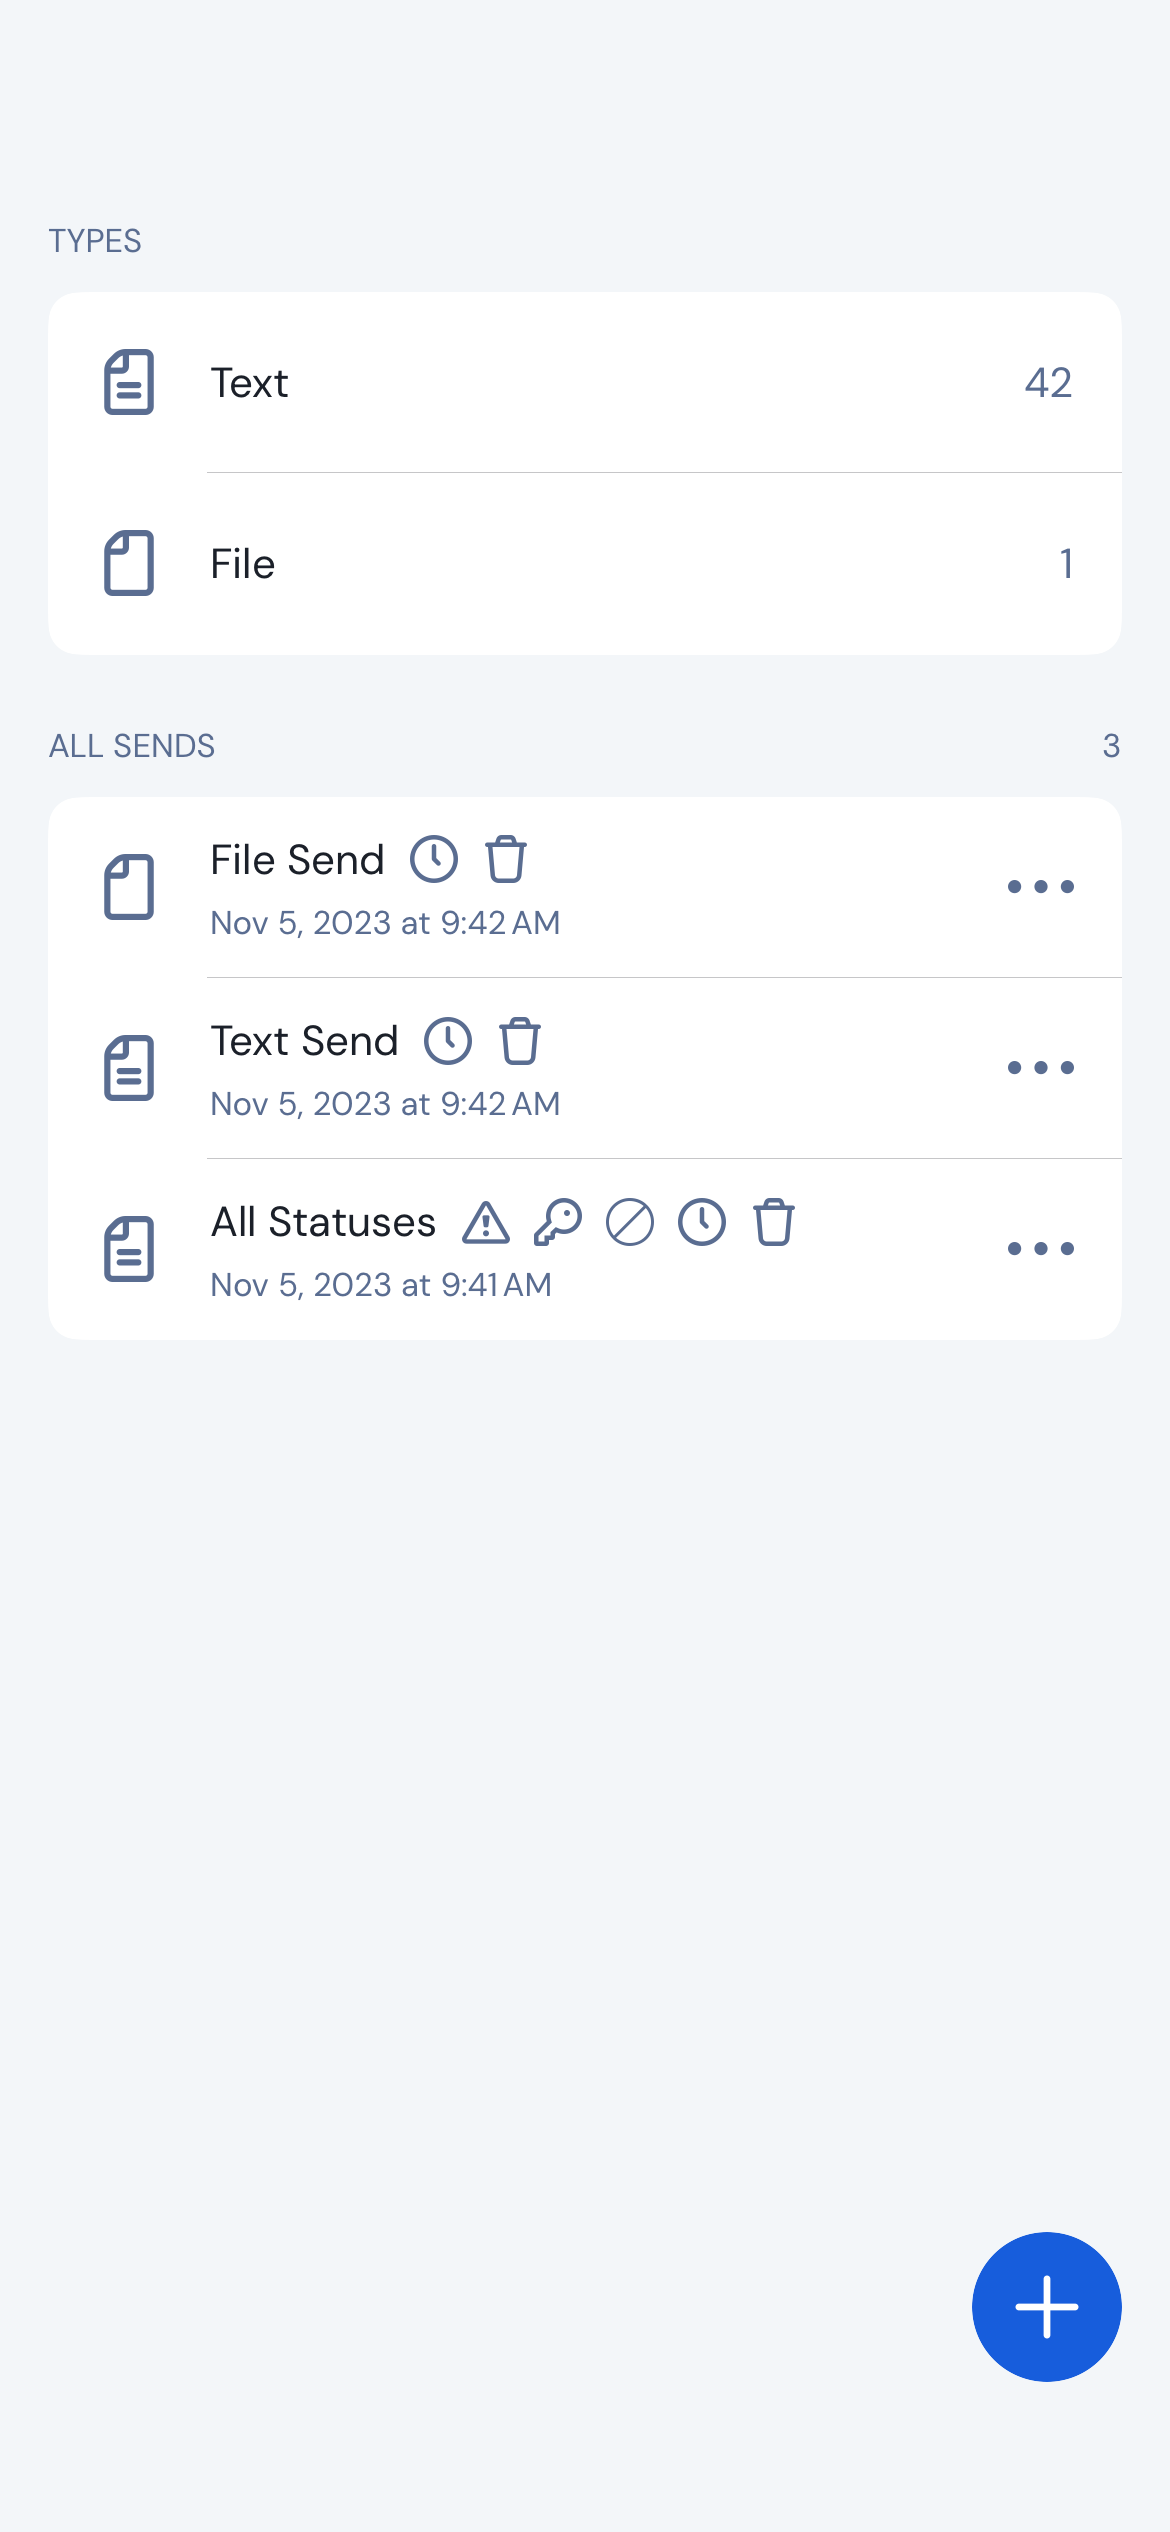 TYPES
Text 42
File 1
ALL SENDS 3
File Send
Nov 5, 2023 at 9:42 AM
Text Send
Nov 5, 2023 at 9:42 AM
All Statuses
Nov 5, 2023 at 9:41 AM